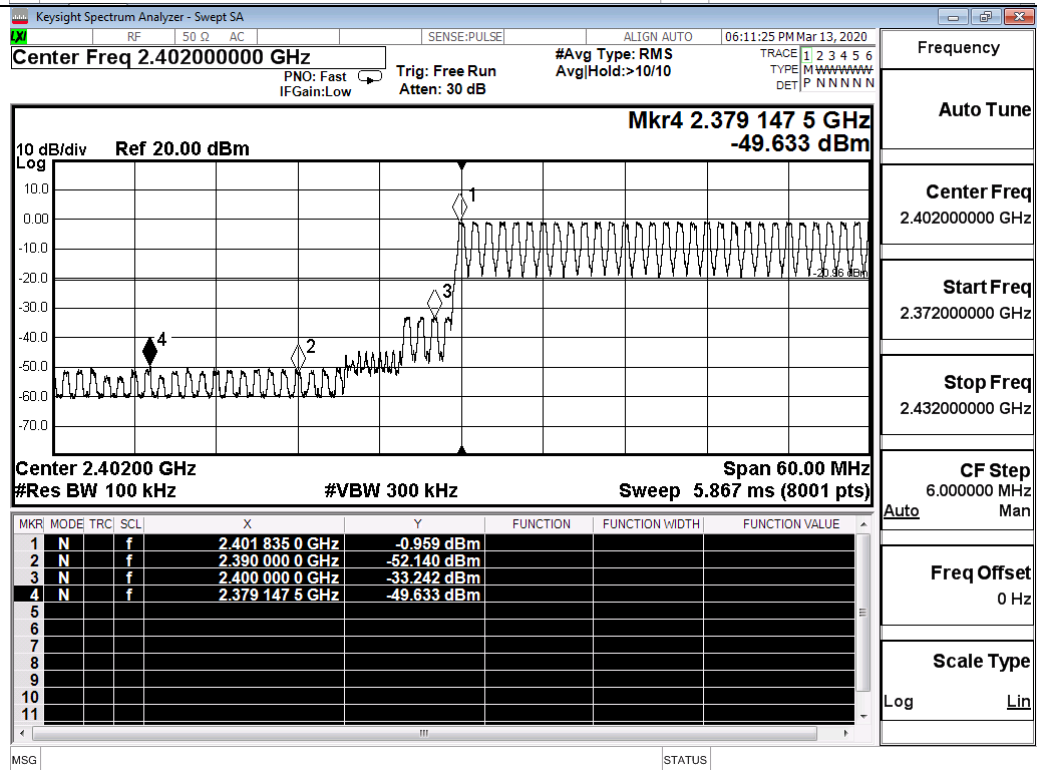 Keysight Spectrum Analyzer - Swept SA
LXI RF 50 Ω AC SENSE:PULSE ALIGN AUTO 06:11:25 PM Mar 13, 2020
Center Freq 2.402000000 GHz
PNO: Fast
IFGain:Low
Trig: Free Run
Atten: 30 dB
#Avg Type: RMS
Avg|Hold:>10/10
TRACE 1 2 3 4 5 6
TYPE M WWWWW
DET P N N N N N
Mkr4 2.379 147 5 GHz
-49.633 dBm
10 dB/div Ref 20.00 dBm
Log
10.0
0.00
-10.0
-20.0
-30.0
-40.0
-50.0
-60.0
-70.0
1
2
3
4
-20.96 dBm
Center 2.40200 GHz Span 60.00 MHz
#Res BW 100 kHz #VBW 300 kHz Sweep 5.867 ms (8001 pts)
MKR MODE TRC SCL X Y FUNCTION FUNCTION WIDTH FUNCTION VALUE
1 N f 2.401 835 0 GHz -0.959 dBm
2 N f 2.390 000 0 GHz -52.140 dBm
3 N f 2.400 000 0 GHz -33.242 dBm
4 N f 2.379 147 5 GHz -49.633 dBm
5
6
7
8
9
10
11
MSG STATUS
Frequency
Auto Tune
Center Freq
2.402000000 GHz
Start Freq
2.372000000 GHz
Stop Freq
2.432000000 GHz
CF Step
6.000000 MHz
Auto Man
Freq Offset
0 Hz
Scale Type
Log Lin